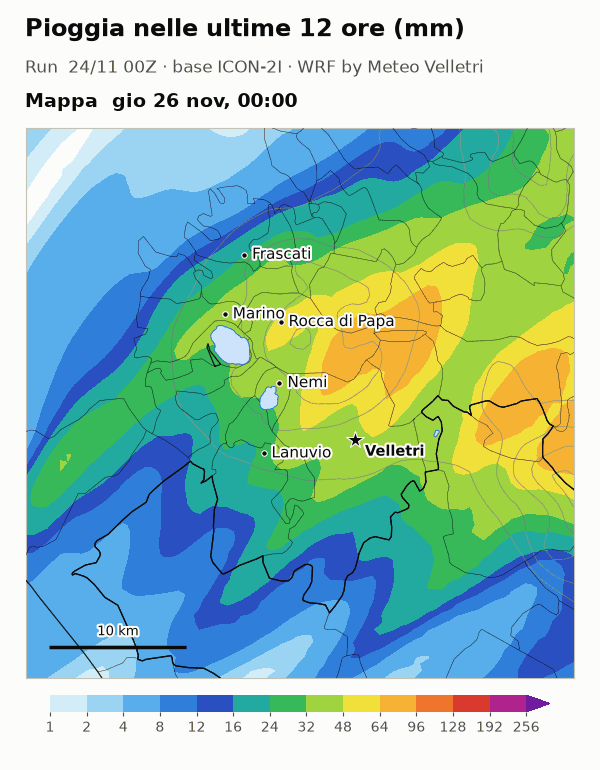 Pioggia nelle ultime 12 ore (mm)
Run  24/11 00Z · base ICON-2I · WRF by Meteo Velletri
Mappa  gio 26 nov, 00:00
Frascati
Marino
Rocca di Papa
Nemi
Velletri
Lanuvio
10 km
1 2 4 8 12 16 24 32 48 64 96 128 192 256